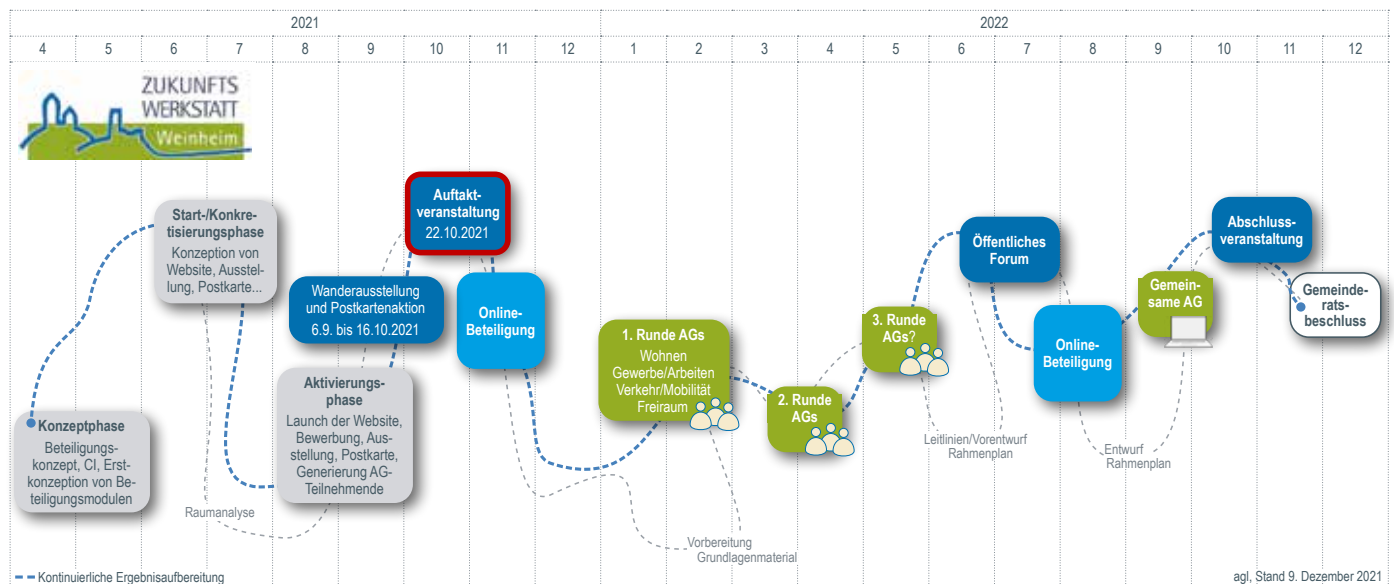 2021
2022
4 5 6 7 8 9 10 11 12 1 2 3 4 5 6 7 8 9 10 11 12
ZUKUNFTS
WERKSTATT
Weinheim
Konzeptphase
Beteiligungs-
konzept, CI, Erst-
konzeption von Be-
teiligungsmodulen
Start-/Konkre-
tisierungsphase
Konzeption von
Website, Ausstel-
lung, Postkarte...
Raumanalyse
Wanderausstellung
und Postkartenaktion
6.9. bis 16.10.2021
Aktivierungs-
phase
Launch der Website,
Bewerbung, Aus-
stellung, Postkarte,
Generierung AG-
Teilnehmende
Auftakt-
veranstaltung
22.10.2021
Online-
Beteiligung
1. Runde AGs
Wohnen
Gewerbe/Arbeiten
Verkehr/Mobilität
Freiraum
Vorbereitung
Grundlagenmaterial
2. Runde
AGs
3. Runde
AGs?
Leitlinien/Vorentwurf
Rahmenplan
Öffentliches
Forum
Online-
Beteiligung
Entwurf
Rahmenplan
Gemein-
same AG
Abschluss-
veranstaltung
Gemeinde-
rats-
beschluss
Kontinuierliche Ergebnisaufbereitung
agl, Stand 9. Dezember 2021